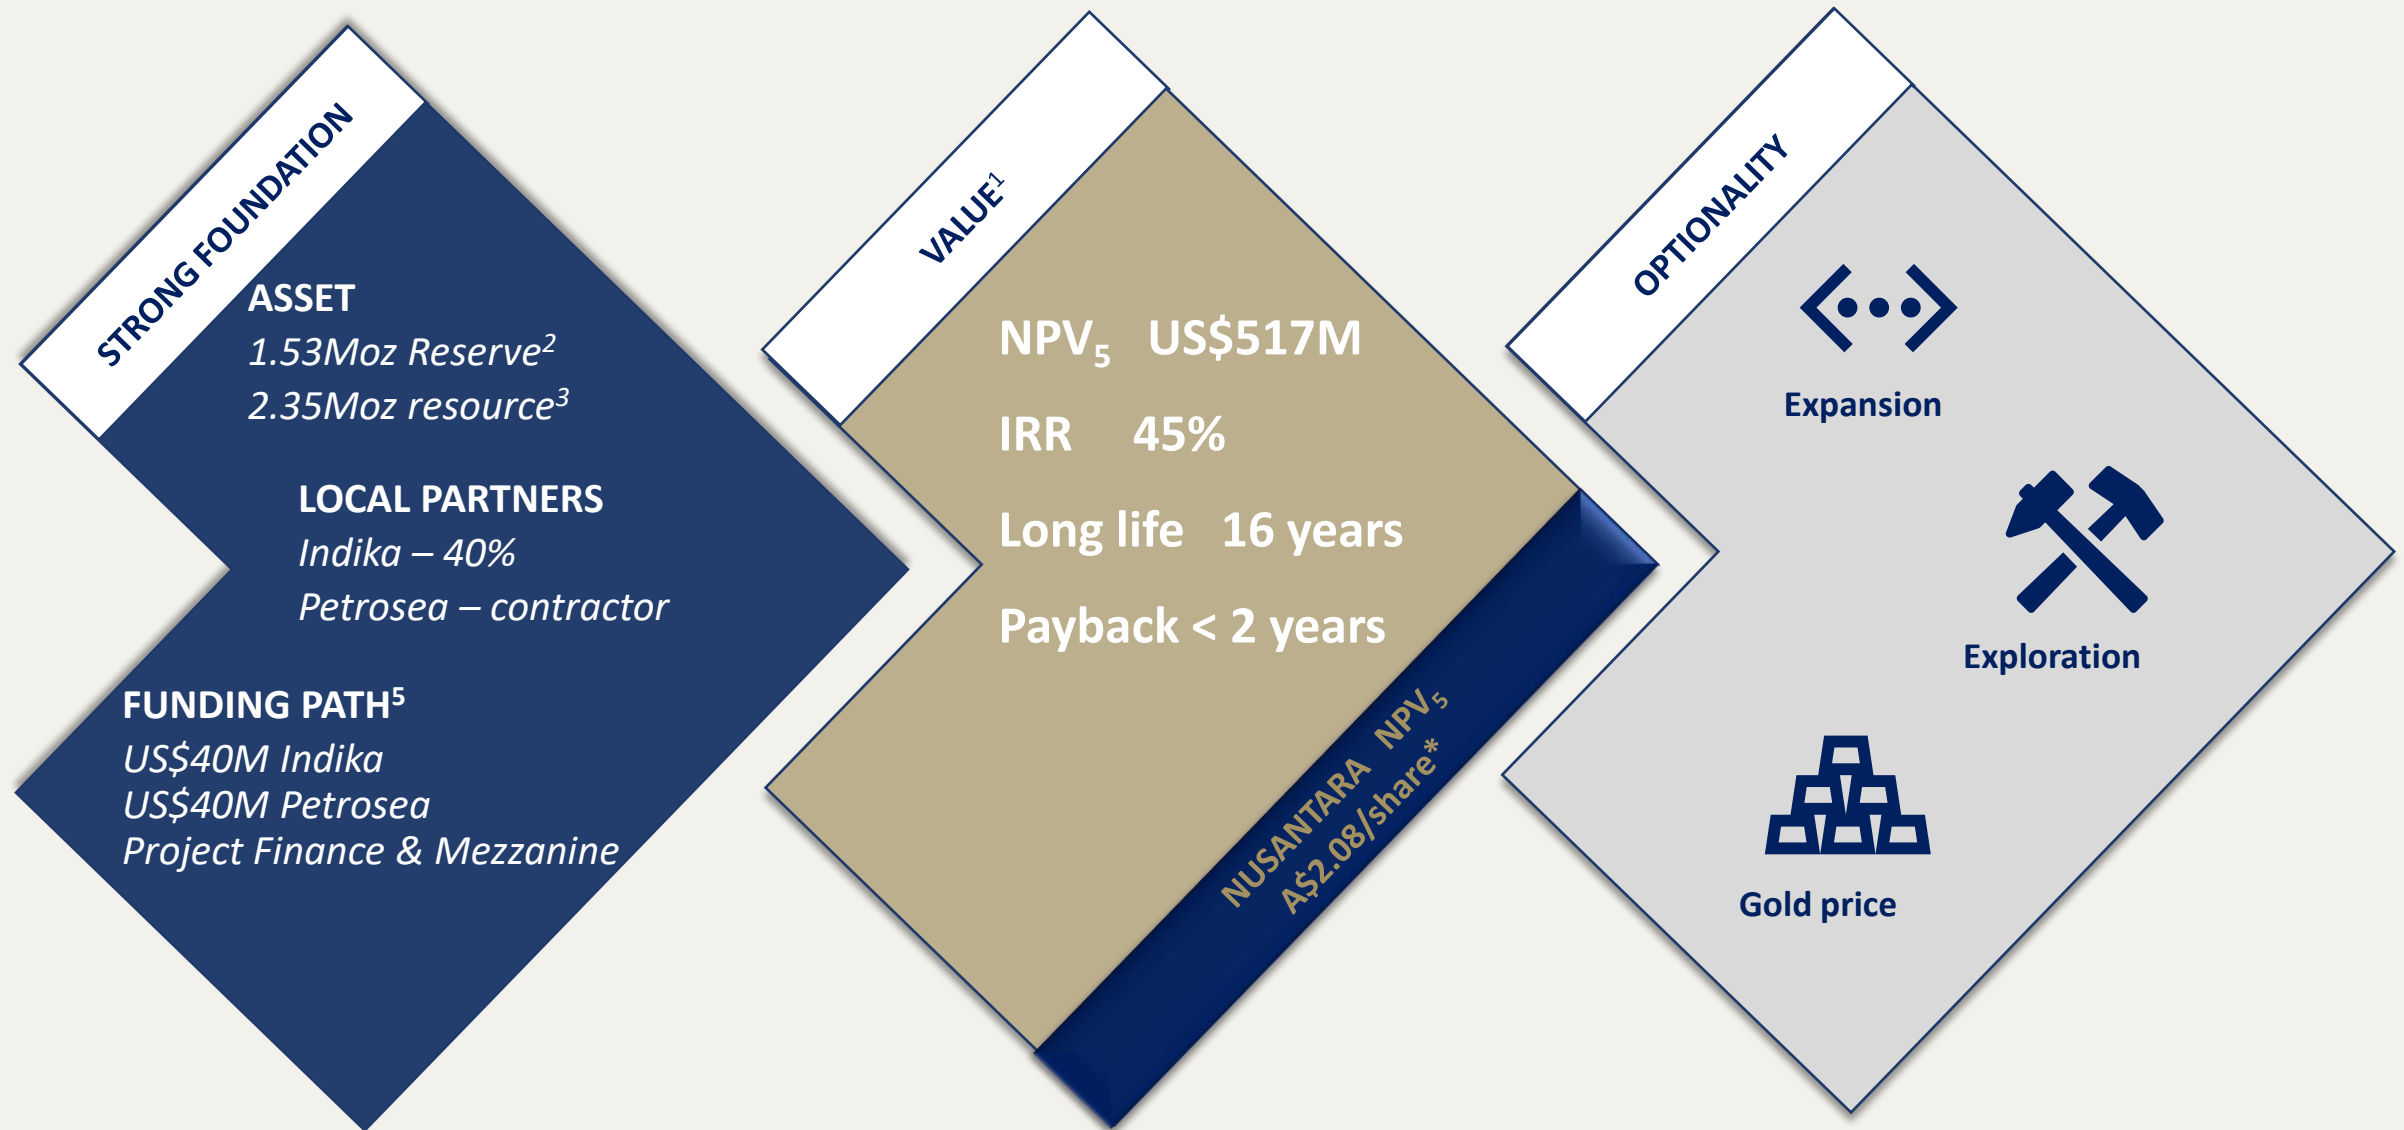 STRONG FOUNDATION
ASSET
1.53Moz Reserve²
2.35Moz resource³
LOCAL PARTNERS
Indika – 40%
Petrosea – contractor
FUNDING PATH⁵
US$40M Indika
US$40M Petrosea
Project Finance & Mezzanine
VALUE¹
NPV₅ US$517M
IRR 45%
Long life 16 years
Payback < 2 years
NUSANTARA NPV₅
A$2.08/share*
OPTIONALITY
Expansion
Exploration
Gold price